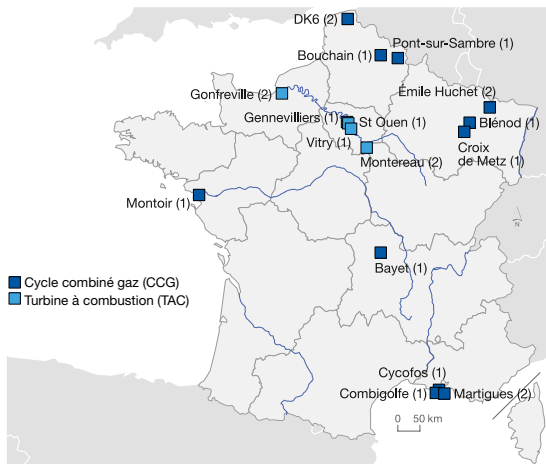 DK6 (2)
Pont-sur-Sambre (1)
Bouchain (1)
Émile Huchet (2)
Gonfreville (2)
Gennevilliers (1)
St Ouen (1)
Blénod (1)
Vitry (1)
Croix
de Metz (1)
Montereau (2)
Montoir (1)
N
Bayet (1)
Cycle combiné gaz (CCG)
Turbine à combustion (TAC)
Cycofos (1)
Combigolfe (1)
Martigues (2)
0 50 km